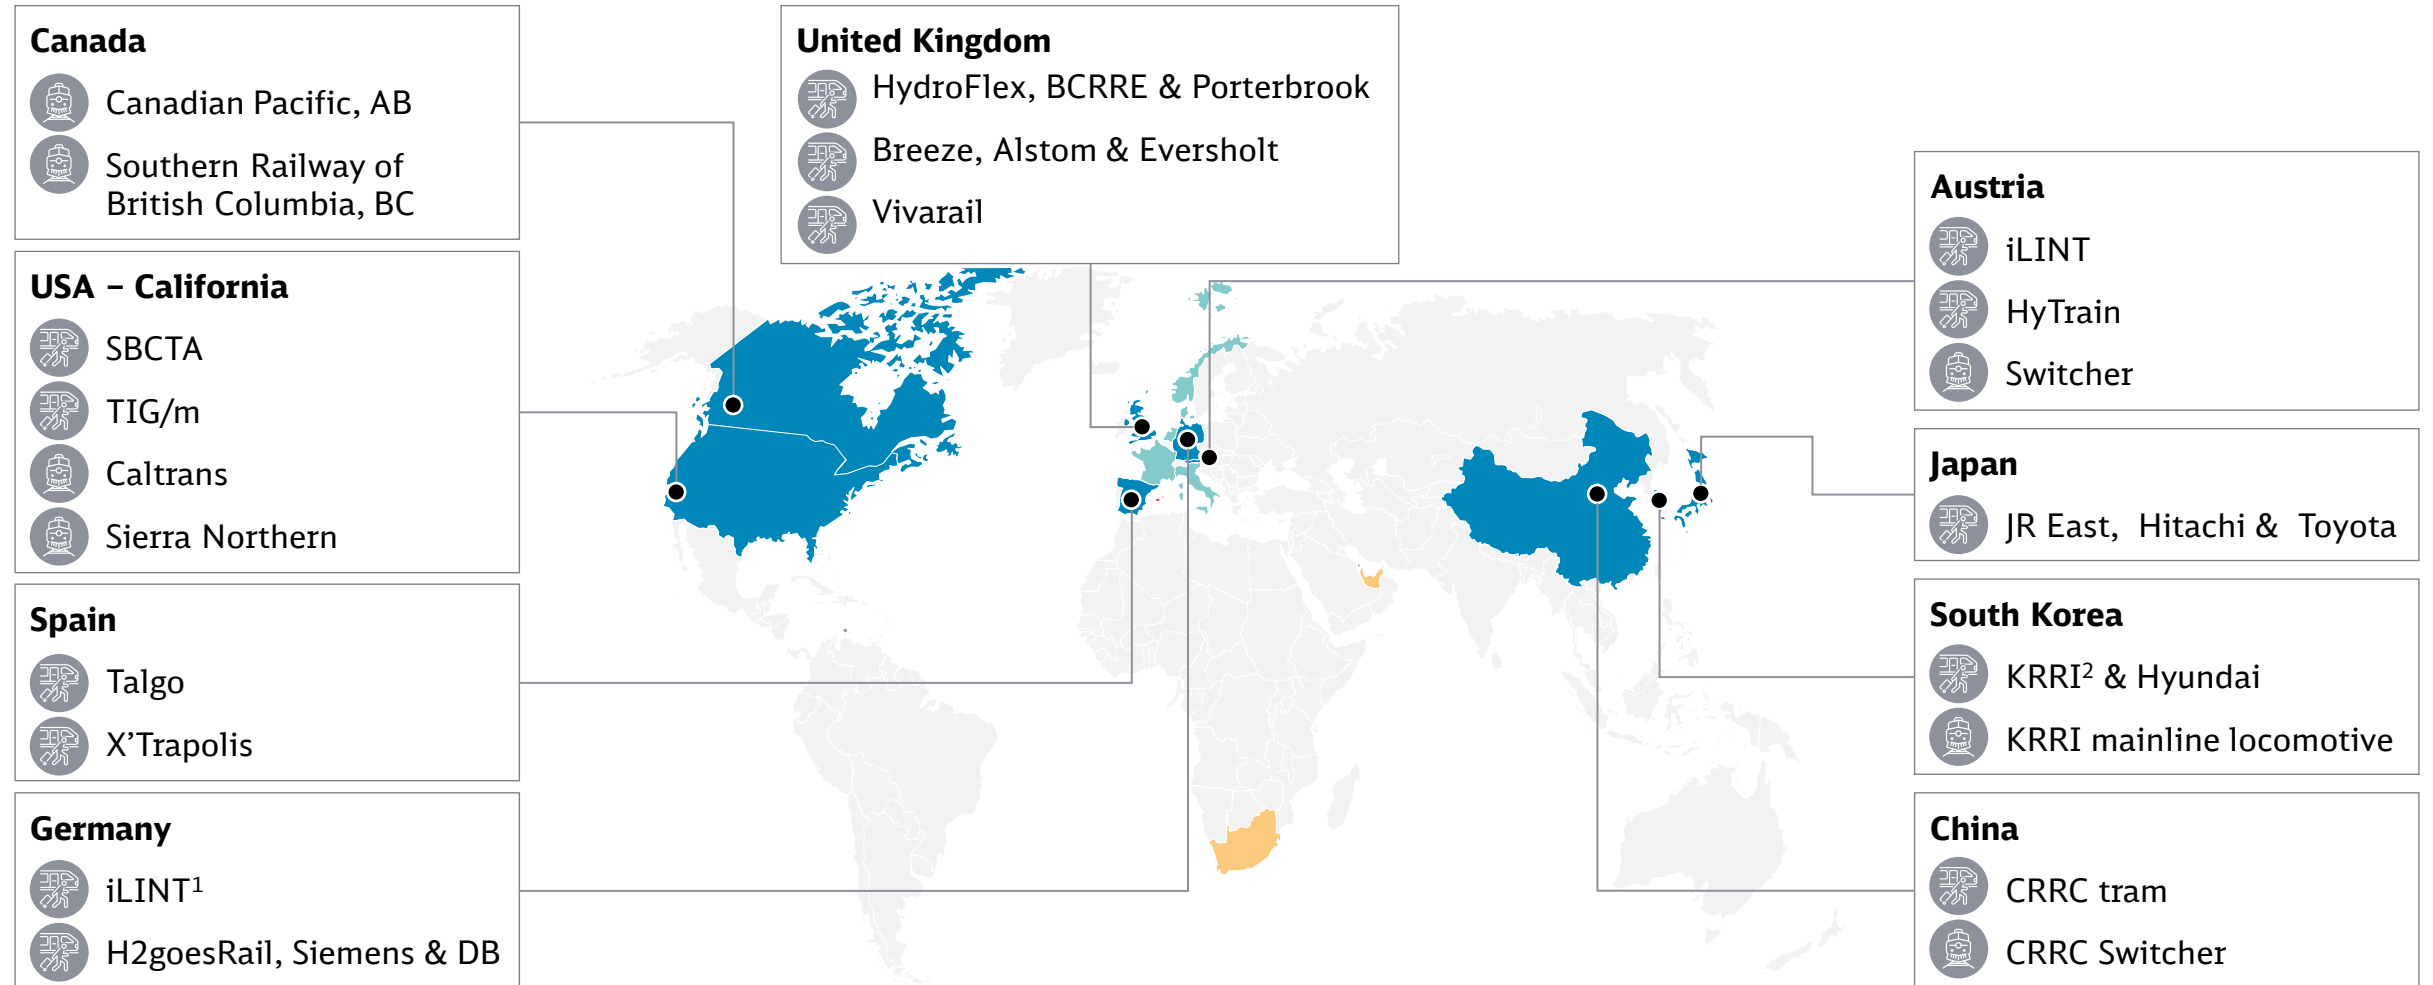 Canada
Canadian Pacific, AB
Southern Railway of
British Columbia, BC
USA – California
SBCTA
TIG/m
Caltrans
Sierra Northern
Spain
Talgo
X’Trapolis
Germany
iLINT¹
H2goesRail, Siemens & DB
United Kingdom
HydroFlex, BCRRE & Porterbrook
Breeze, Alstom & Eversholt
Vivarail
Austria
iLINT
HyTrain
Switcher
Japan
JR East, Hitachi & Toyota
South Korea
KRRI² & Hyundai
KRRI mainline locomotive
China
CRRC tram
CRRC Switcher